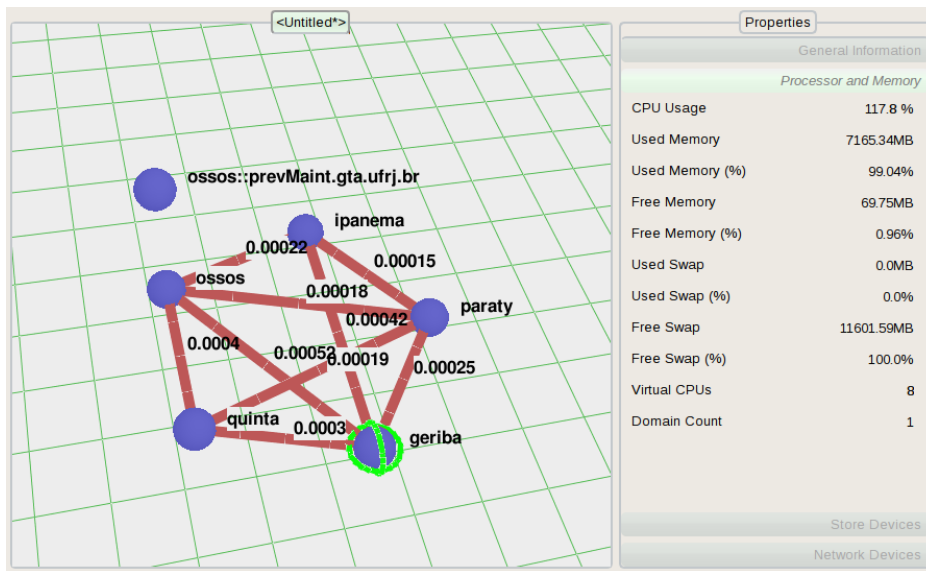 <Untitled*>
ossos::prevMaint.gta.ufrj.br
ipanema
0.00022
0.00015
ossos
0.00018
paraty
0.00042
0.0004
0.00052
0.00019
0.00025
quinta
0.0003
geriba
Properties
General Information
Processor and Memory
CPU Usage 117.8 %
Used Memory 7165.34MB
Used Memory (%) 99.04%
Free Memory 69.75MB
Free Memory (%) 0.96%
Used Swap 0.0MB
Used Swap (%) 0.0%
Free Swap 11601.59MB
Free Swap (%) 100.0%
Virtual CPUs 8
Domain Count 1
Store Devices
Network Devices